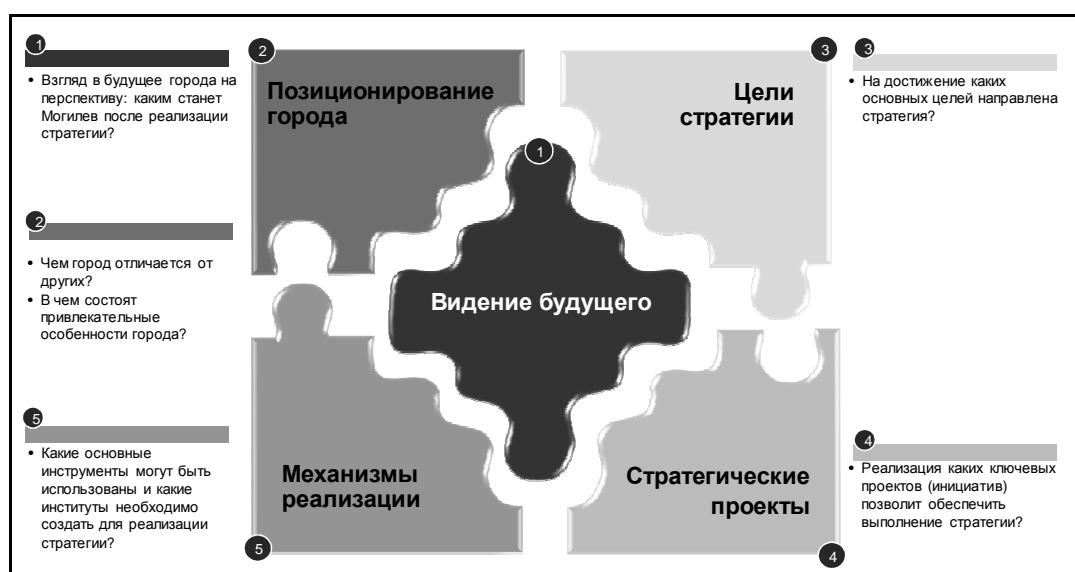 1
• Взгляд в будущее города на
перспективу: каким станет
Могилев после реализации
стратегии?
2
• Чем город отличается от
других?
• В чем состоят
привлекательные
особенности города?
5
• Какие основные
инструменты могут быть
использованы и какие
институты необходимо
создать для реализации
стратегии?
2
Позиционирование
города
3
Цели
стратегии
1
Видение будущего
Механизмы
реализации
5
Стратегические
проекты
4
3
• На достижение каких
основных целей направлена
стратегия?
4
• Реализация каких ключевых
проектов (инициатив)
позволит обеспечить
выполнение стратегии?